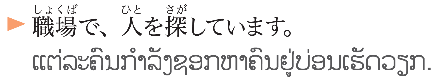 職場で、人を探しています。
ແຕ່ລະຄົນກຳລັງຊອກຫາຄົນຢູ່ບ່ອນເຮັດວຽກ.